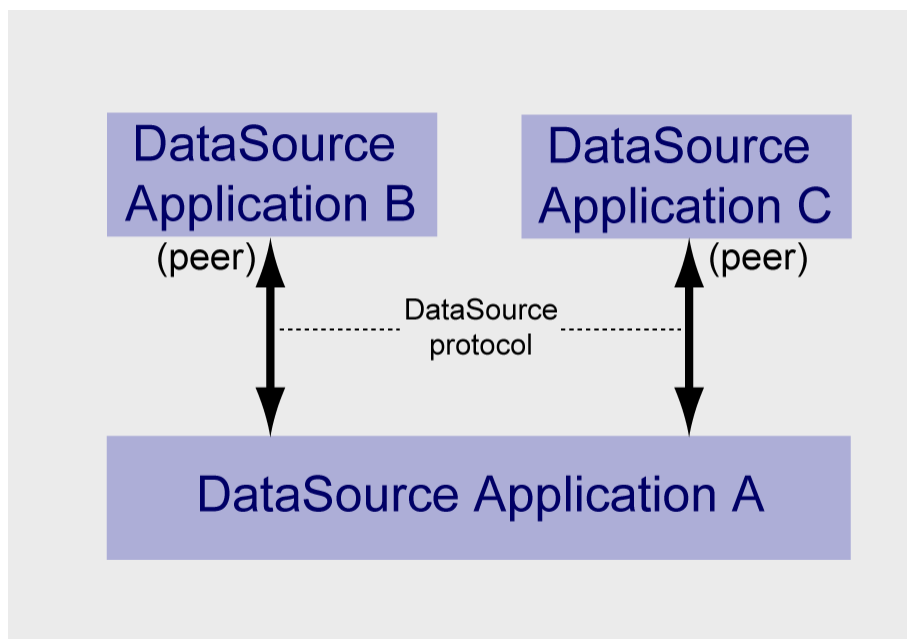 DataSource
Application B
DataSource
Application C
(peer)
(peer)
DataSource
protocol
DataSource Application A